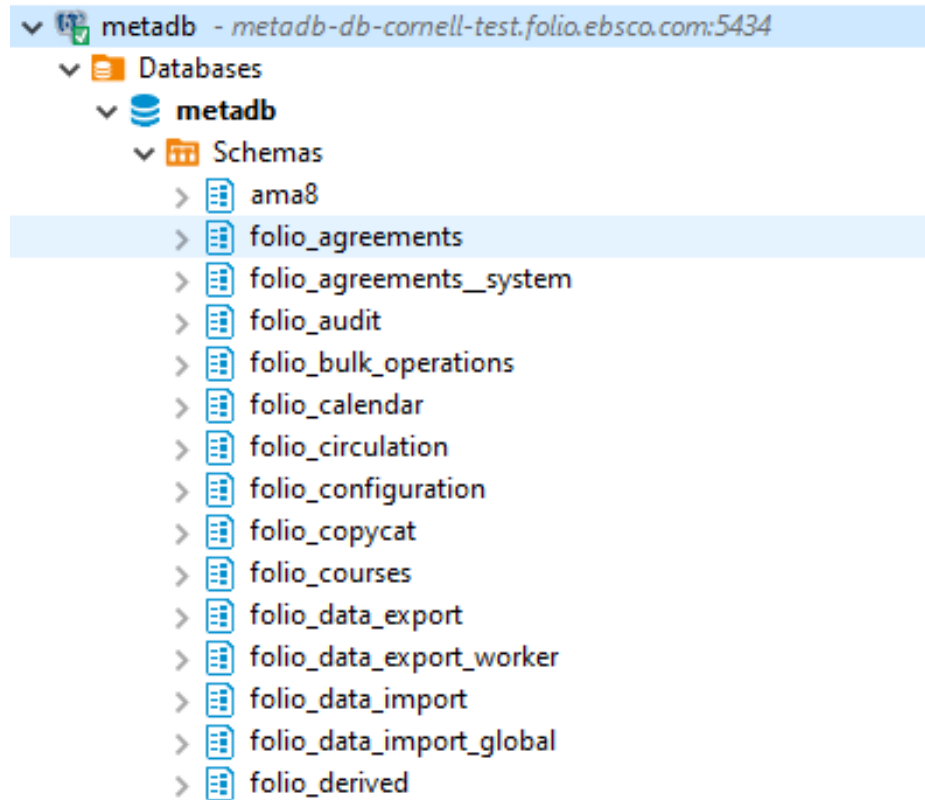 metadb - metadb-db-cornell-test.folio.ebsco.com:5434
Databases
metadb
Schemas
ama8
folio_agreements
folio_agreements__system
folio_audit
folio_bulk_operations
folio_calendar
folio_circulation
folio_configuration
folio_copycat
folio_courses
folio_data_export
folio_data_export_worker
folio_data_import
folio_data_import_global
folio_derived